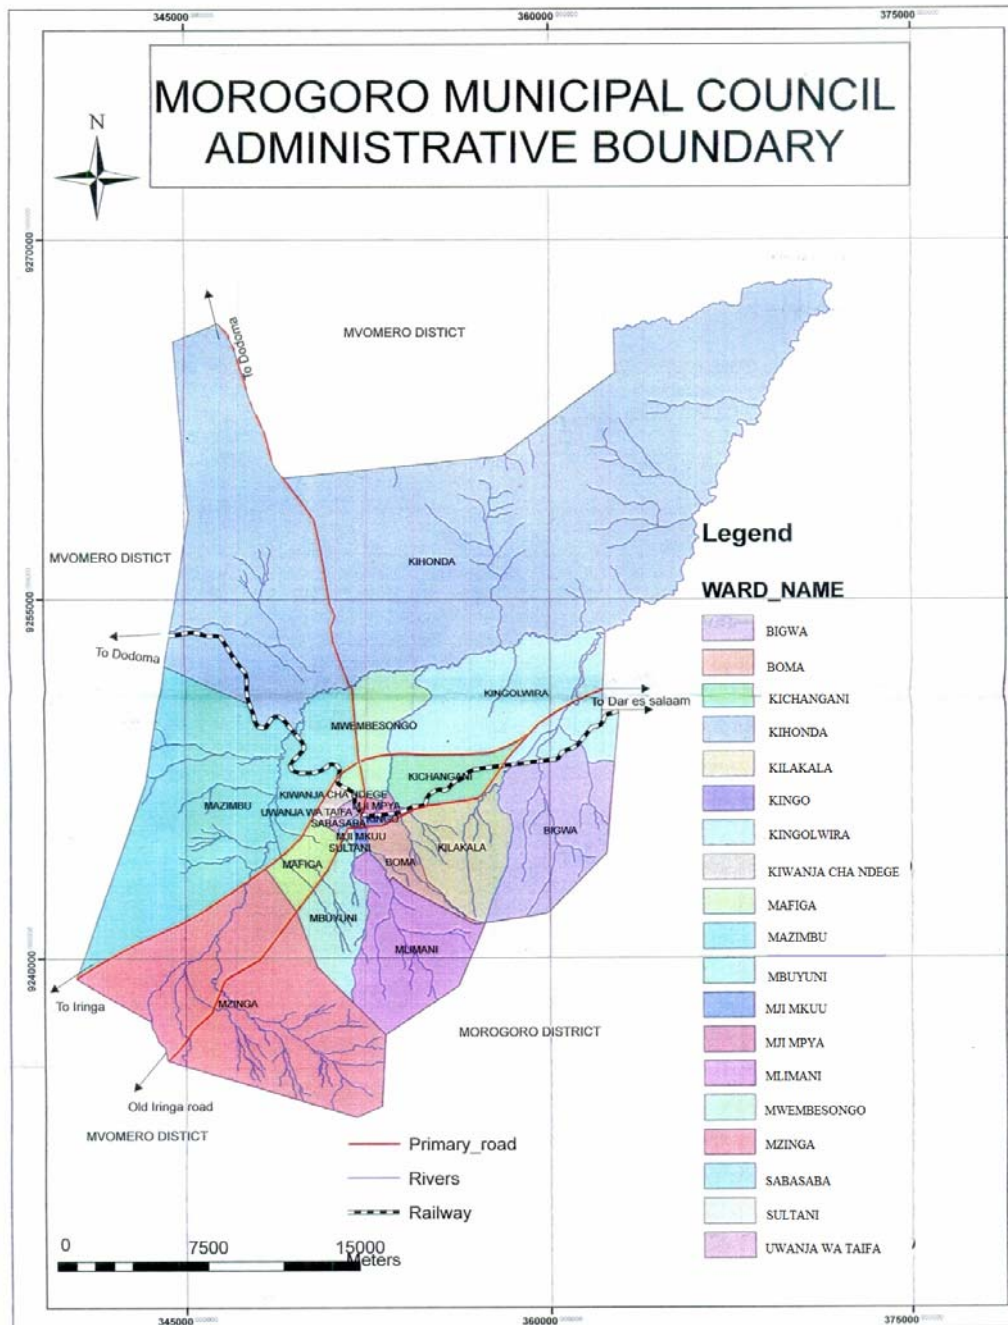 345000
360000
375000
MOROGORO MUNICIPAL COUNCIL
ADMINISTRATIVE BOUNDARY
N
9270000
To Dodoma
MVOMERO DISTICT
MVOMERO DISTICT
KIHONDA
9255000
To Dodoma
KINGOLWIRA
To Dar es salaam
MWEMBESONGO
KICHANGANI
KIWANJA CHA NDEGE
MJI MPYA
MAZIMBU
UWANJA WA TAIFA
KINGO
SABASABA
BIGWA
MJI MKUU
SULTANI
KILAKALA
MAFIGA
BOMA
MBUYUNI
MLIMANI
9240000
To Iringa
MZINGA
MOROGORO DISTRICT
Old Iringa road
MVOMERO DISTICT
Legend
WARD_NAME
BIGWA
BOMA
KICHANGANI
KIHONDA
KILAKALA
KINGO
KINGOLWIRA
KIWANJA CHA NDEGE
MAFIGA
MAZIMBU
MBUYUNI
MJI MKUU
MJI MPYA
MLIMANI
MWEMBESONGO
MZINGA
SABASABA
SULTANI
UWANJA WA TAIFA
Primary_road
Rivers
Railway
0 7500 15000
Meters
345000
360000
375000